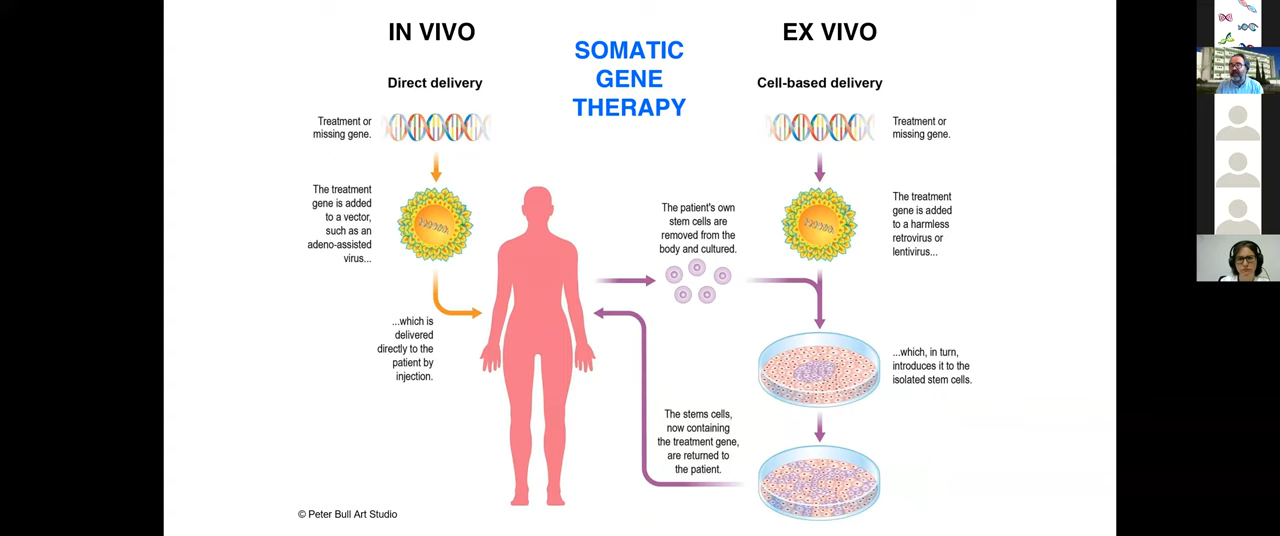 IN VIVO
Direct delivery
Treatment or
missing gene.
The treatment
gene is added
to a vector,
such as an
adeno-assisted
virus...
...which is
delivered
directly to the
patient by
injection.
SOMATIC
GENE
THERAPY
EX VIVO
Cell-based delivery
Treatment or
missing gene.
The patient's own
stem cells are
removed from the
body and cultured.
The treatment
gene is added
to a harmless
retrovirus or
lentivirus...
...which, in turn,
introduces it to the
isolated stem cells.
The stems cells,
now containing
the treatment gene,
are returned to
the patient.
© Peter Bull Art Studio